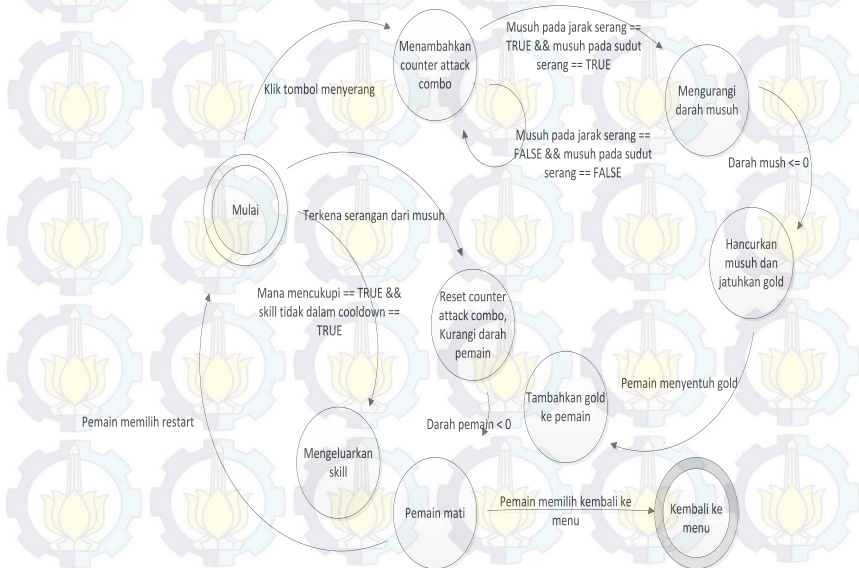 Menambahkan
counter attack
combo
Musuh pada jarak serang ==
TRUE && musuh pada sudut
serang == TRUE
Mengurangi
darah musuh
Klik tombol menyerang
Musuh pada jarak serang ==
FALSE && musuh pada sudut
serang == FALSE
Darah mush <= 0
Mulai
Terkena serangan dari musuh
Hancurkan
musuh dan
jatuhkan gold
Mana mencukupi == TRUE &&
skill tidak dalam cooldown ==
TRUE
Reset counter
attack combo,
Kurangi darah
pemain
Pemain menyentuh gold
Tambahkan gold
ke pemain
Pemain memilih restart
Darah pemain < 0
Mengeluarkan
skill
Pemain mati
Pemain memilih kembali ke
menu
Kembali ke
menu